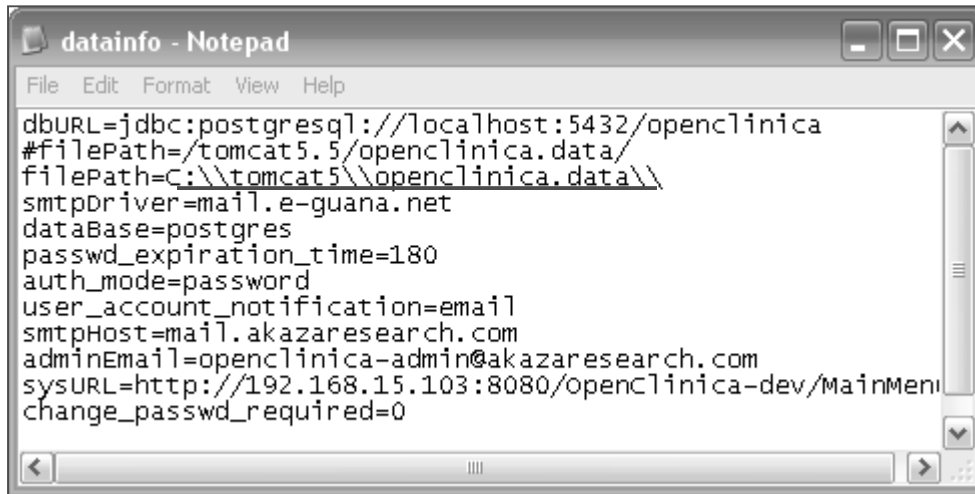 datainfo - Notepad
File Edit Format View Help
dbURL=jdbc:postgresql://localhost:5432/openclinica
#filePath=/tomcat5.5/openclinica.data/
filePath=C:\\tomcat5\\openclinica.data\\
smtpDriver=mail.e-guana.net
dataBase=postgres
passwd_expiration_time=180
auth_mode=password
user_account_notification=email
smtpHost=mail.akazaresearch.com
adminEmail=openclinica-admin@akazaresearch.com
sysURL=http://192.168.15.103:8080/OpenClinica-dev/MainMenu
change_passwd_required=0